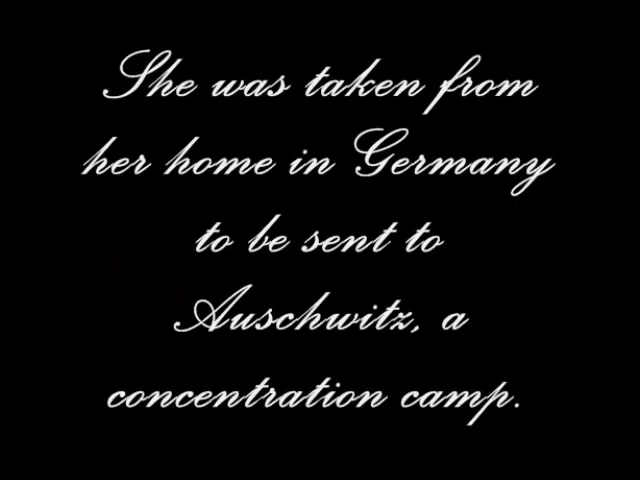 She was taken from
her home in Germany
to be sent to
Auschwitz, a
concentration camp.